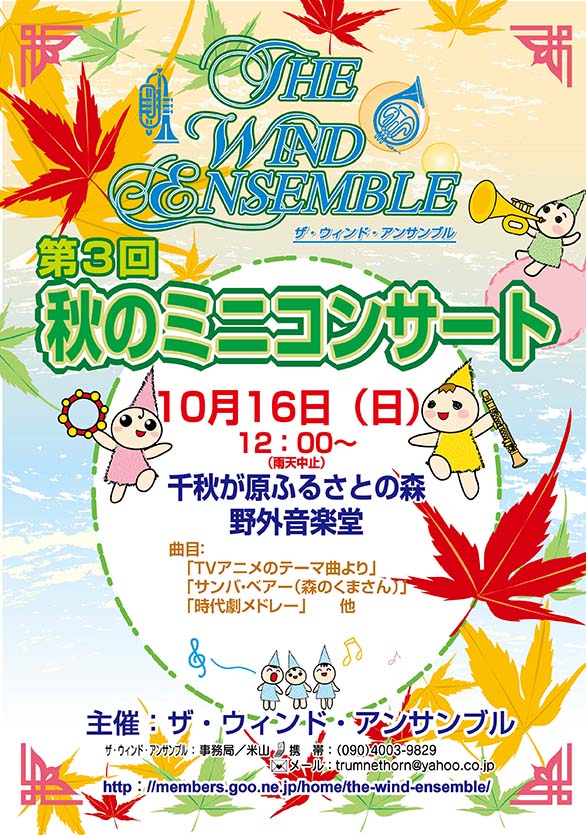 THE
WIND
ENSEMBLE
ザ・ウィンド・アンサンブル
第3回
秋のミニコンサート
10月16日（日）
12：00〜
（雨天中止）
千秋が原ふるさとの森
野外音楽堂
曲目：
「TVアニメのテーマ曲より」
「サンバ・ベアー（森のくまさん）」
「時代劇メドレー」　他
主催：ザ・ウィンド・アンサンブル
ザ・ウィンド・アンサンブル：事務局／米山　携　帯：(090)4003-9829
メール：trumnethorn@yahoo.co.jp
http：//members.goo.ne.jp/home/the-wind-ensemble/